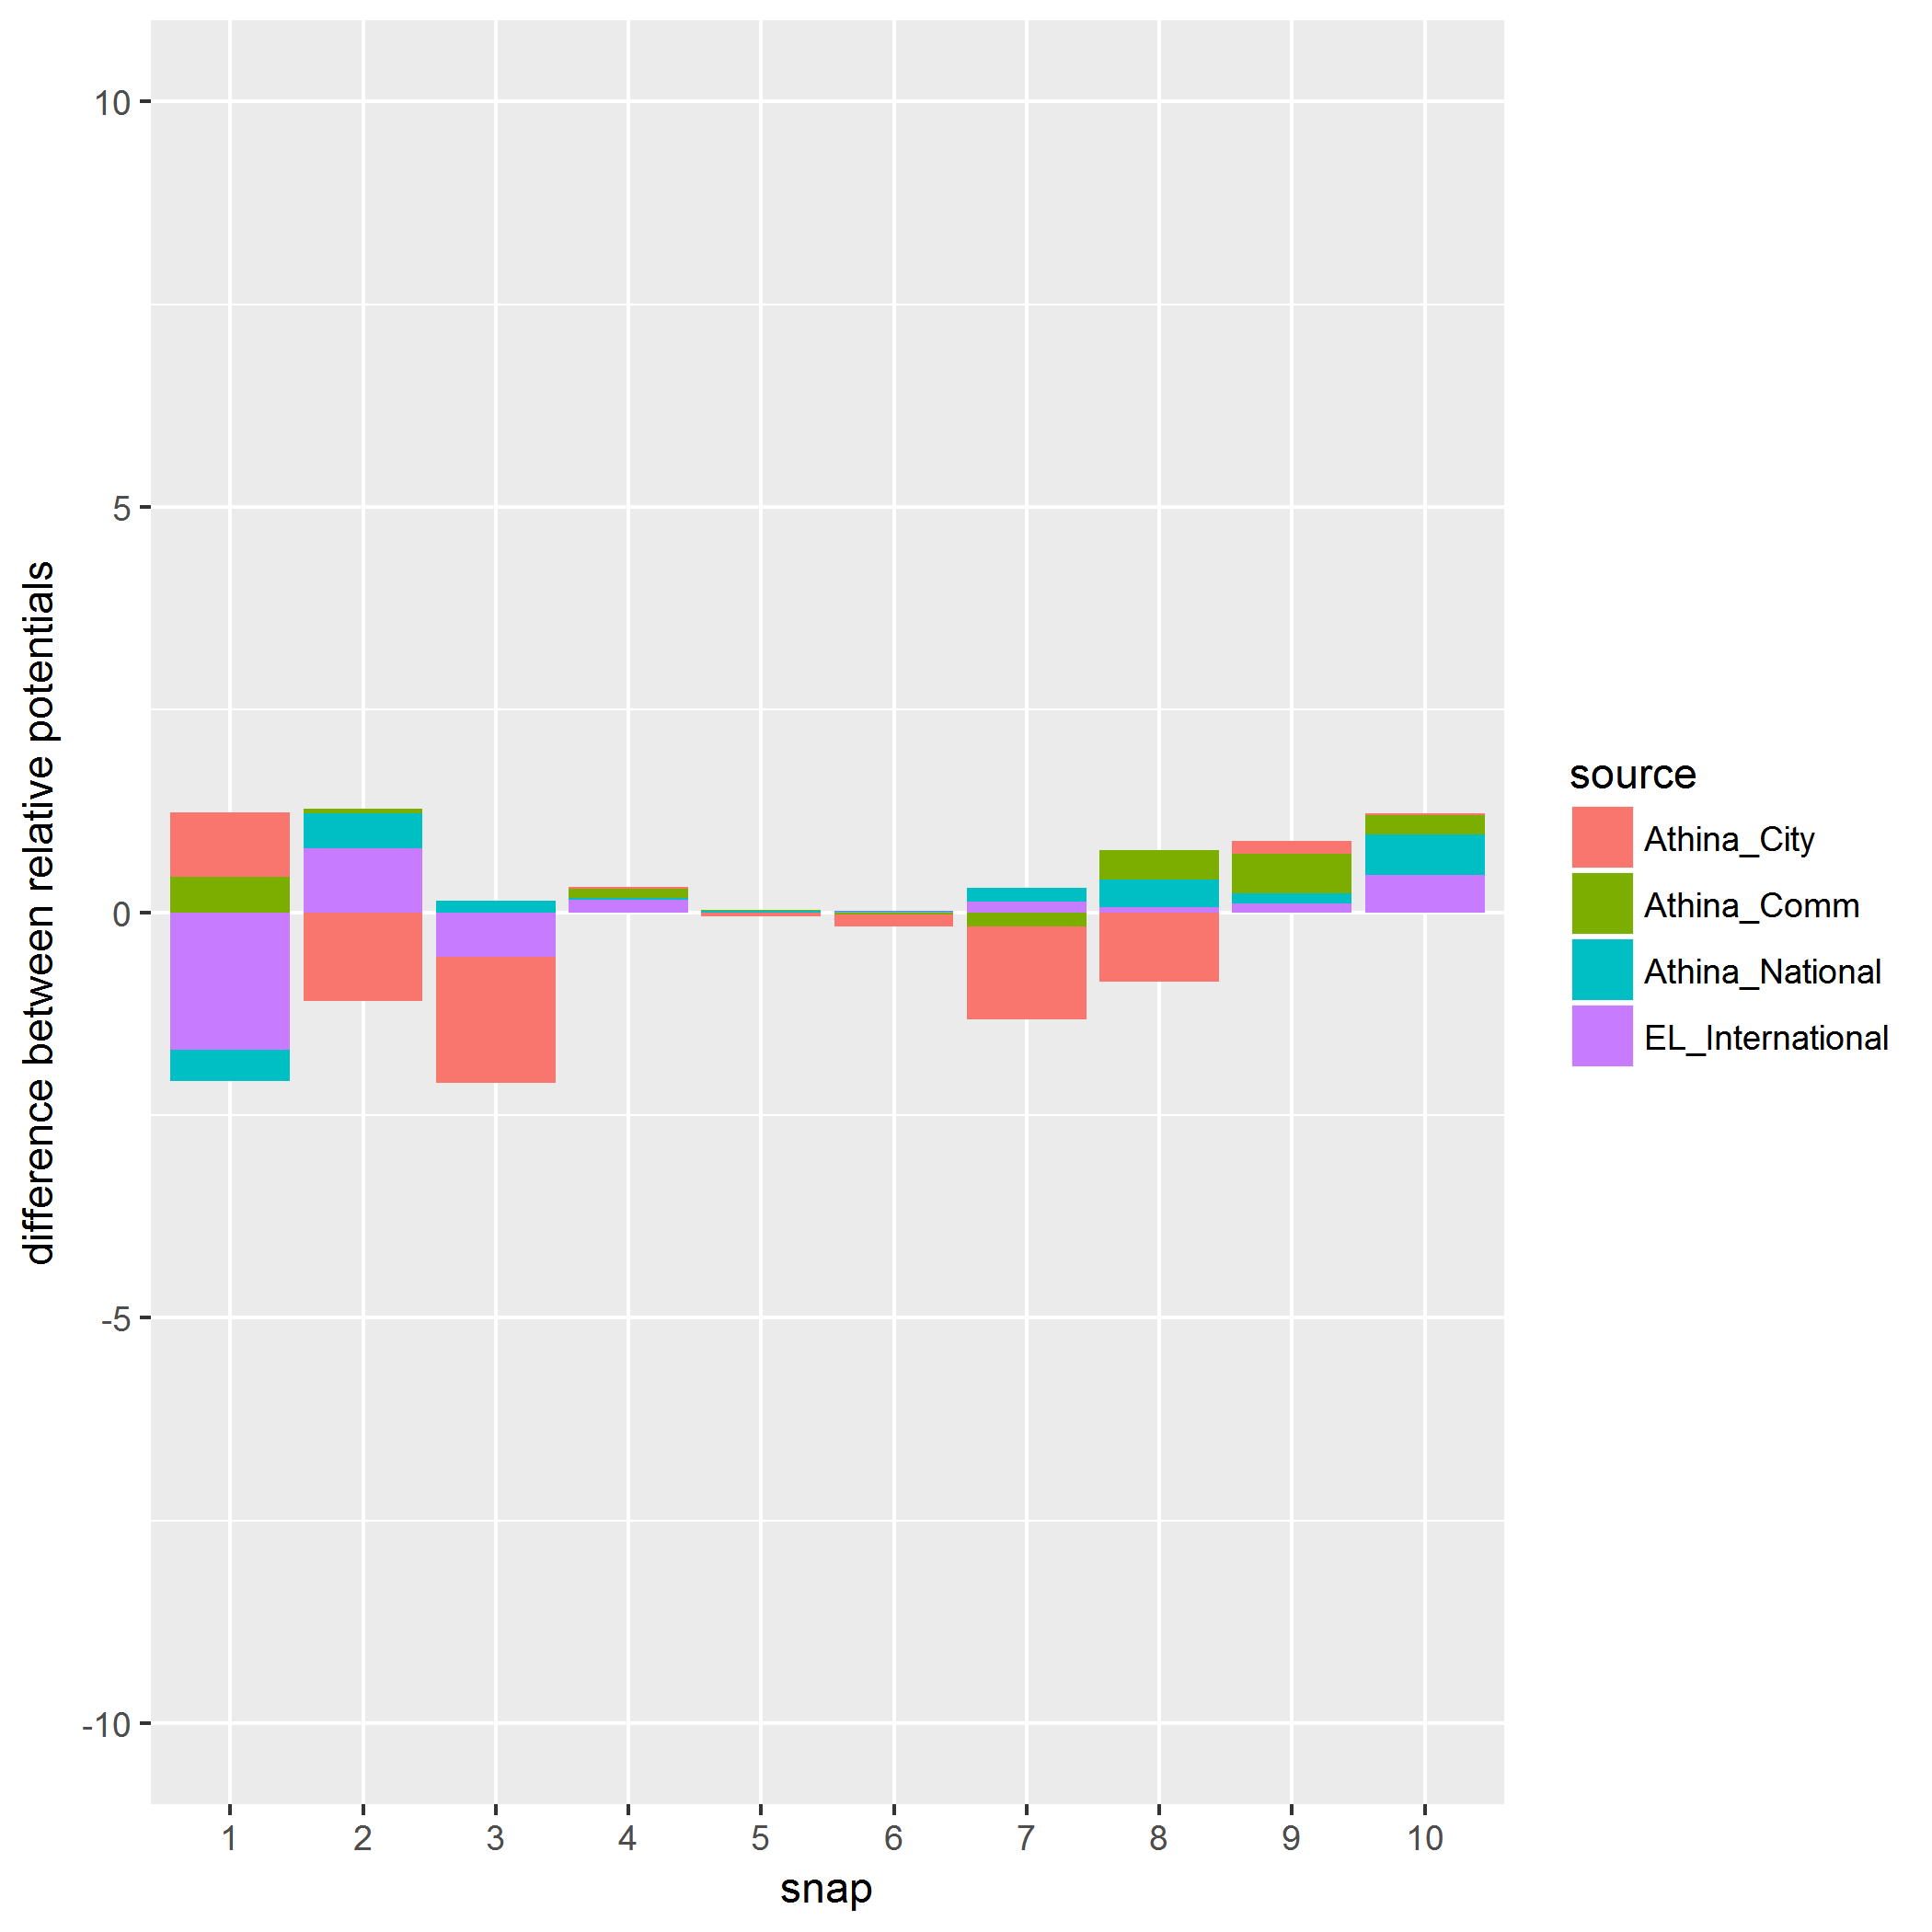 10
5
0
-5
-10
difference between relative potentials
1 2 3 4 5 6 7 8 9 10
snap
source
Athina_City
Athina_Comm
Athina_National
EL_International